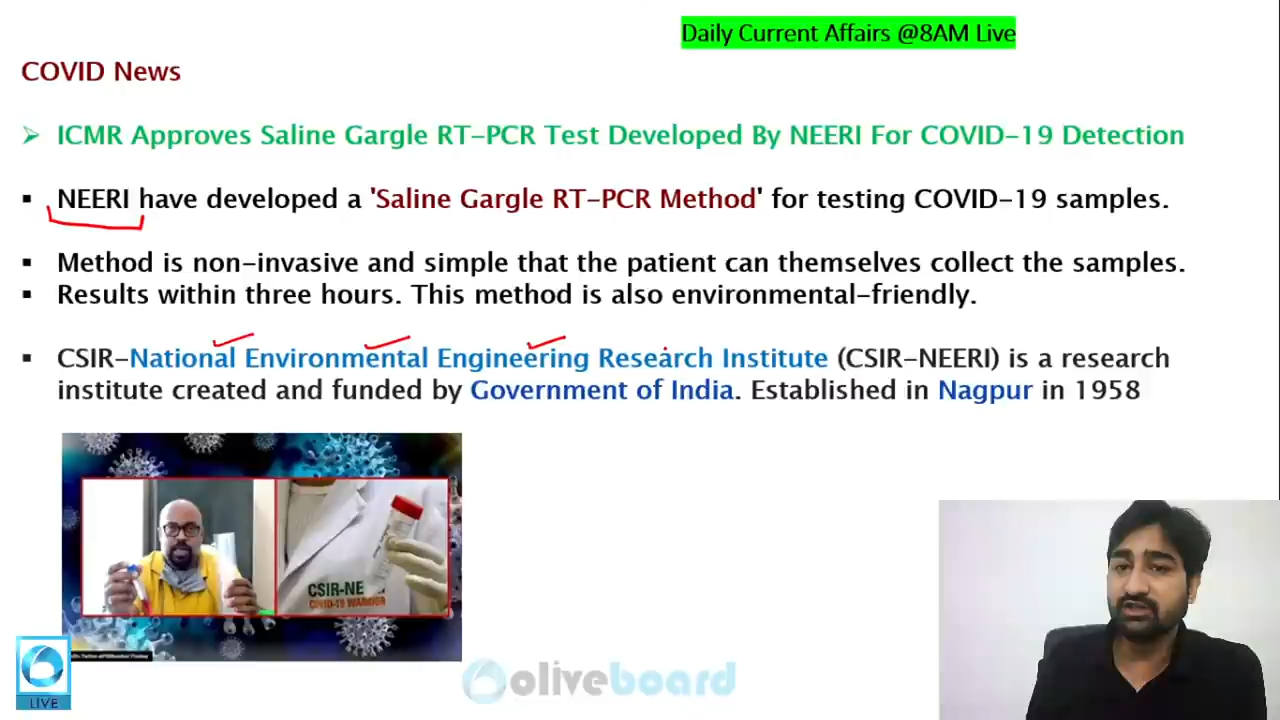 Daily Current Affairs @8AM Live
COVID News
➢ ICMR Approves Saline Gargle RT-PCR Test Developed By NEERI For COVID-19 Detection
▪ NEERI have developed a 'Saline Gargle RT-PCR Method' for testing COVID-19 samples.
▪ Method is non-invasive and simple that the patient can themselves collect the samples.
▪ Results within three hours. This method is also environmental-friendly.
▪ CSIR-National Environmental Engineering Research Institute (CSIR-NEERI) is a research
institute created and funded by Government of India. Established in Nagpur in 1958
CSIR-NE
COVID-19 WARRIOR
LIVE
oliveboard